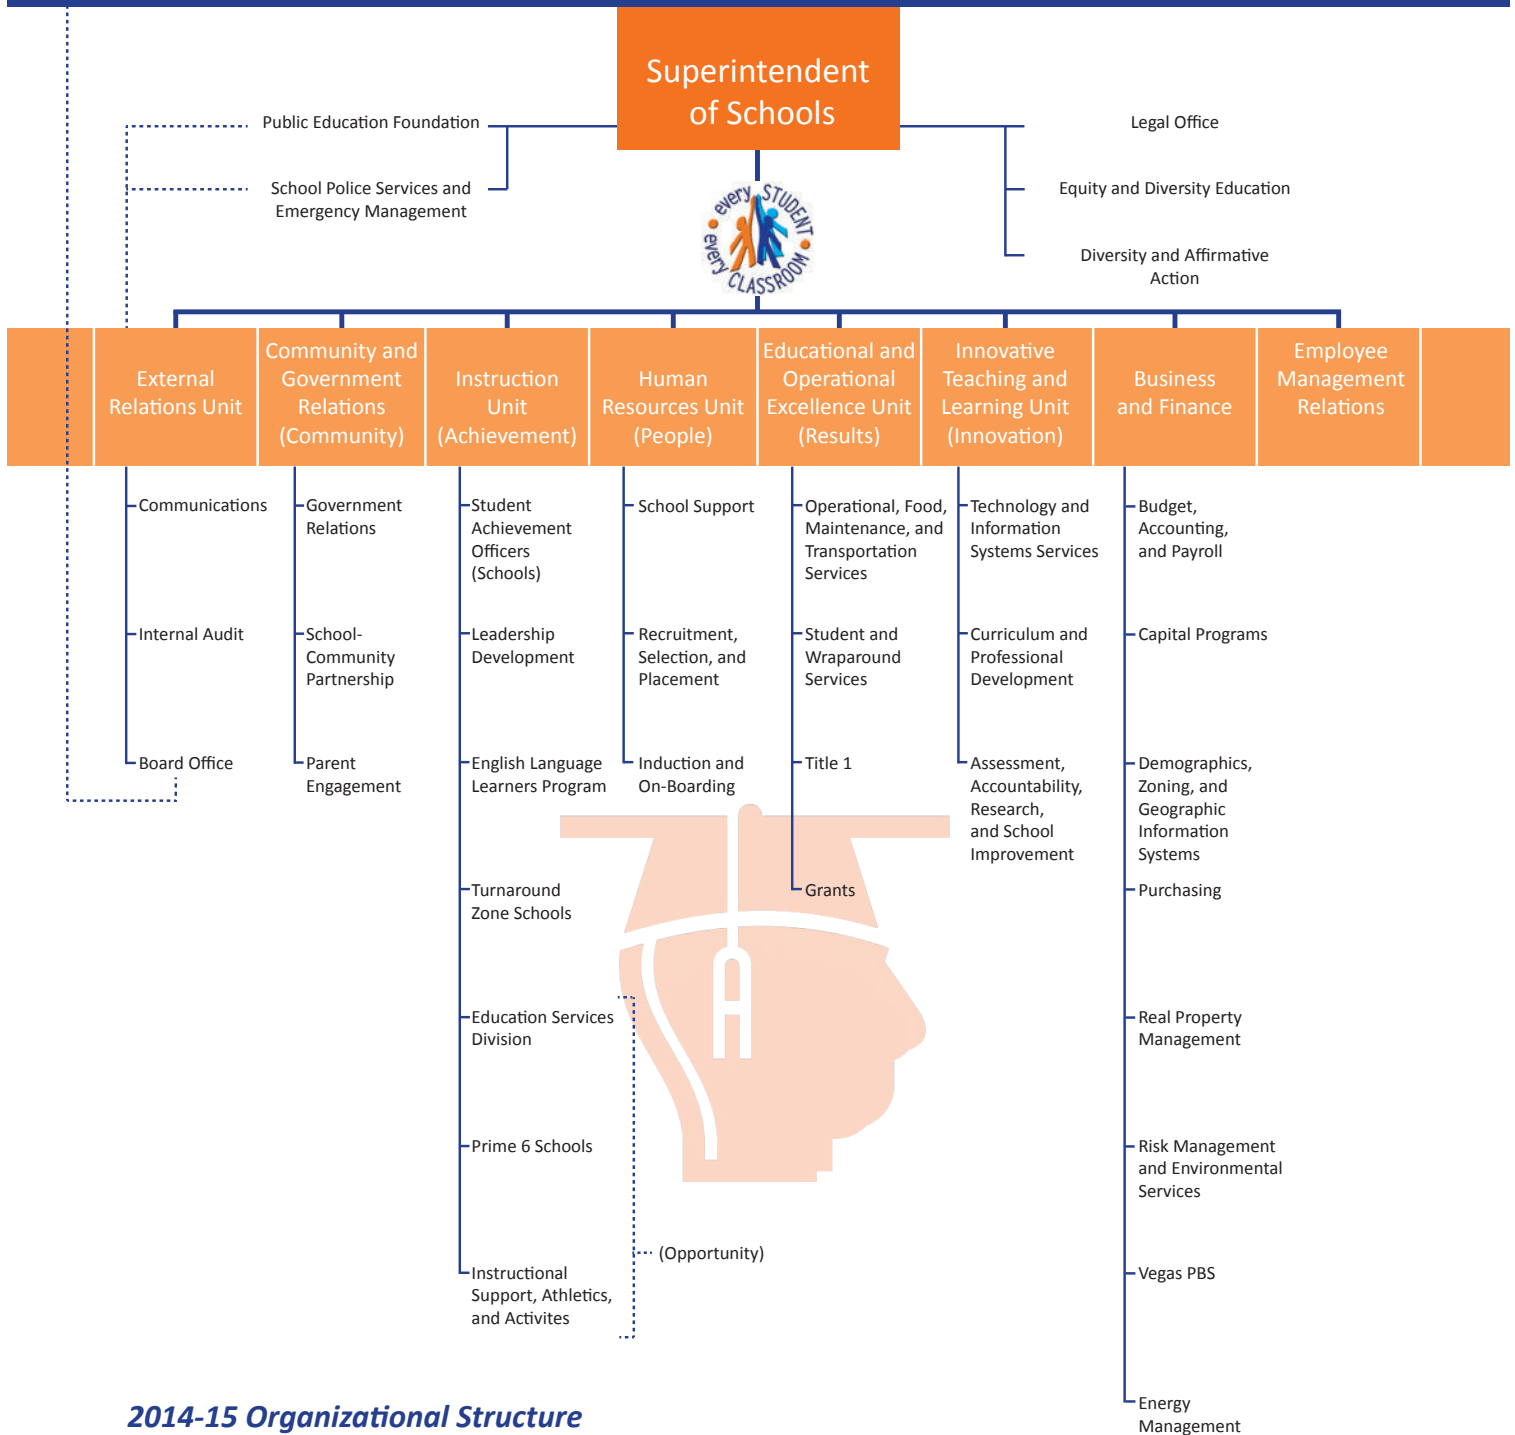 Superintendent
of Schools
Public Education Foundation
School Police Services and
Emergency Management
Legal Office
Equity and Diversity Education
Diversity and Affirmative
Action
every STUDENT
every CLASSROOM
External
Relations Unit
Community and
Government
Relations
(Community)
Instruction
Unit
(Achievement)
Human
Resources Unit
(People)
Educational and
Operational
Excellence Unit
(Results)
Innovative
Teaching and
Learning Unit
(Innovation)
Business
and Finance
Employee
Management
Relations
Communications
Internal Audit
Board Office
Government
Relations
School-
Community
Partnership
Parent
Engagement
Student
Achievement
Officers
(Schools)
Leadership
Development
English Language
Learners Program
Turnaround
Zone Schools
Education Services
Division
Prime 6 Schools
Instructional
Support, Athletics,
and Activites
(Opportunity)
School Support
Recruitment,
Selection, and
Placement
Induction and
On-Boarding
Operational, Food,
Maintenance, and
Transportation
Services
Student and
Wraparound
Services
Title 1
Grants
Technology and
Information
Systems Services
Curriculum and
Professional
Development
Assessment,
Accountability,
Research,
and School
Improvement
Budget,
Accounting,
and Payroll
Capital Programs
Demographics,
Zoning, and
Geographic
Information
Systems
Purchasing
Real Property
Management
Risk Management
and Environmental
Services
Vegas PBS
Energy
Management
2014-15 Organizational Structure